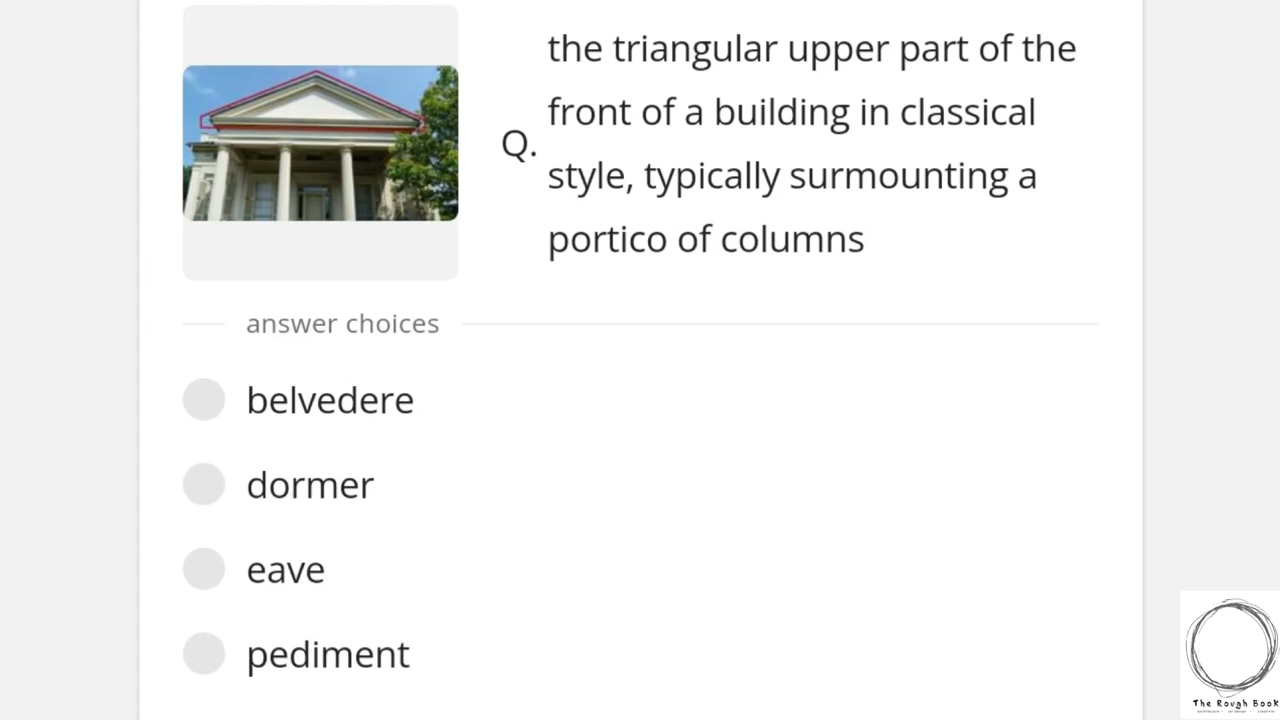 the triangular upper part of the
front of a building in classical
Q.
style, typically surmounting a
portico of columns
answer choices
belvedere
dormer
eave
pediment
The Rough Book